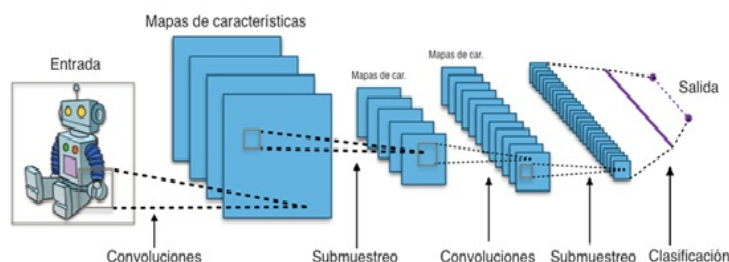 Mapas de características
Entrada
Mapas de car.
Mapas de car.
Salida
Convoluciones
Submuestreo
Convoluciones
Submuestreo
Clasificación